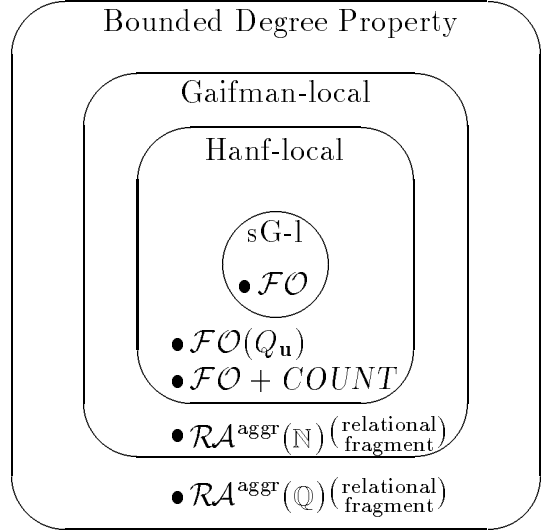 Bounded Degree Property
Gaifman-local
Hanf-local
sG-l
• 𝓕𝓞
• 𝓕𝓞(Q𝐮)
• 𝓕𝓞 + COUNT
• 𝓡𝓐^aggr(ℕ) (relational fragment)
• 𝓡𝓐^aggr(ℚ) (relational fragment)